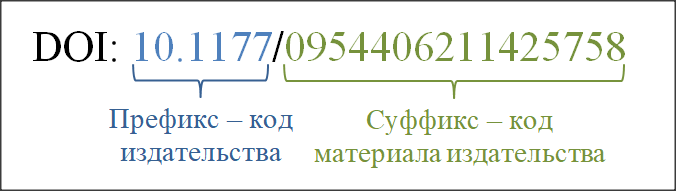 DOI: 10.1177/0954406211425758
Префикс – код
издательства
Суффикс – код
материала издательства